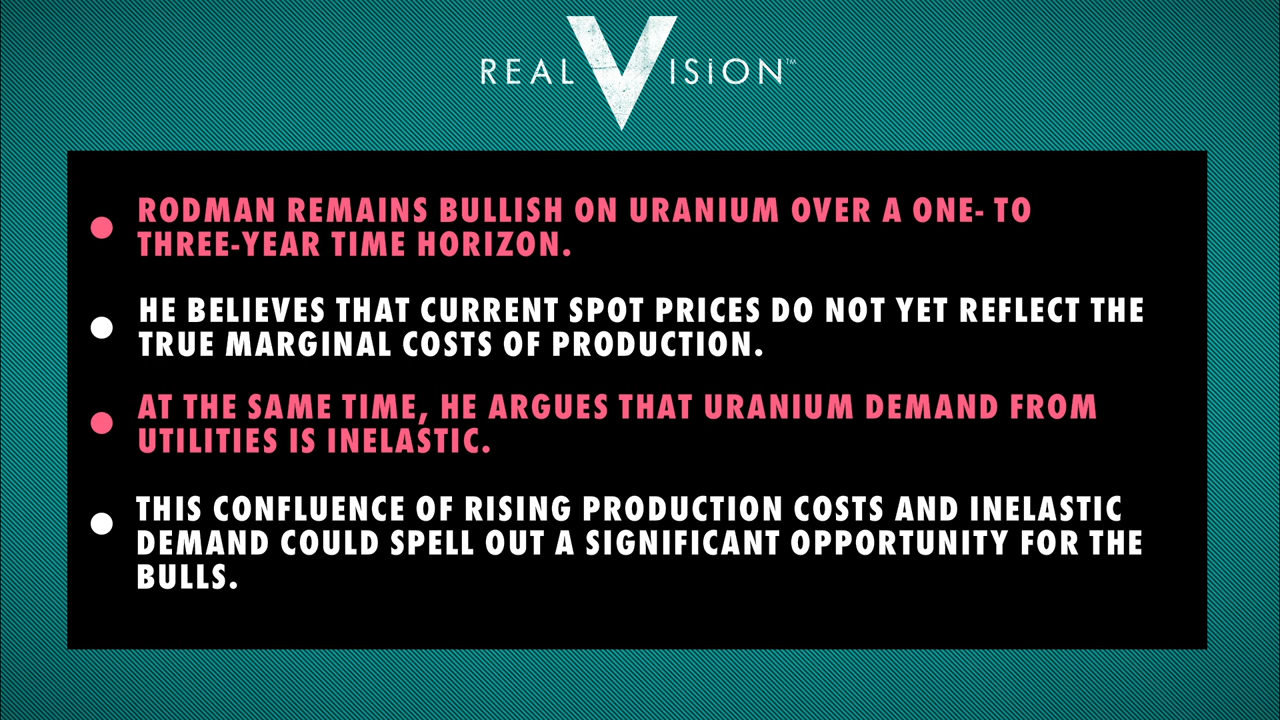 REAL VISiON™
RODMAN REMAINS BULLISH ON URANIUM OVER A ONE- TO
THREE-YEAR TIME HORIZON.
HE BELIEVES THAT CURRENT SPOT PRICES DO NOT YET REFLECT THE
TRUE MARGINAL COSTS OF PRODUCTION.
AT THE SAME TIME, HE ARGUES THAT URANIUM DEMAND FROM
UTILITIES IS INELASTIC.
THIS CONFLUENCE OF RISING PRODUCTION COSTS AND INELASTIC
DEMAND COULD SPELL OUT A SIGNIFICANT OPPORTUNITY FOR THE
BULLS.